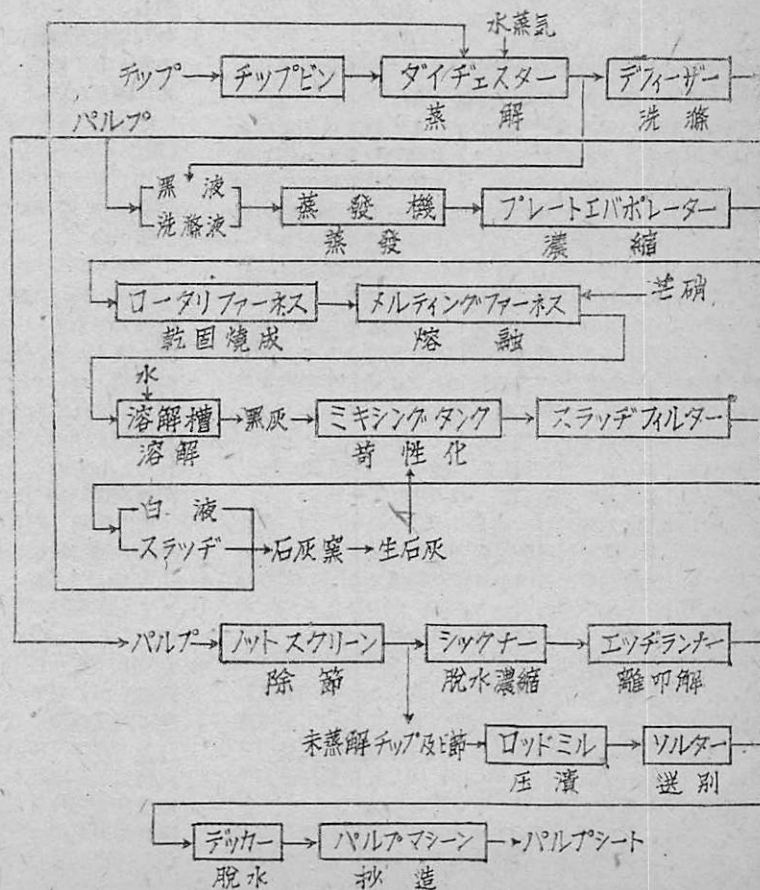 水蒸気
チップ チップビン ダイヂェスター デフィーザー
蒸解 洗滌
パルプ
黒液
洗滌液 蒸發機 プレートエバポレーター
蒸發 濃縮
ロータリファーネス メルティングファーネス 芒硝
乾固燒成 熔融
水
溶解槽 黒灰 ミキシングタンク スラッヂフィルター
溶解 苛性化
白液
スラッヂ 石灰窯 生石灰
パルプ ノットスクリーン シックナー エッヂランナー
除節 脱水濃縮 離叩解
未蒸解チップ及ビ節 ロッドミル ソルター
圧潰 送別
デッカー パルプマシーン パルプシート
脱水 抄造